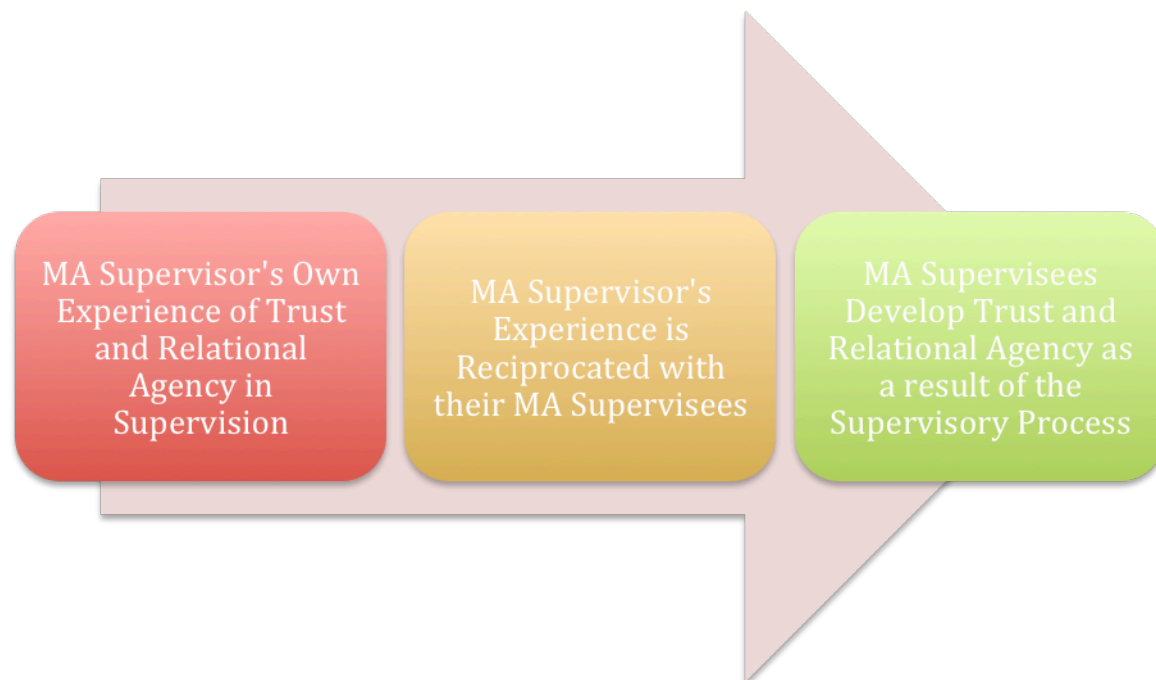 MA Supervisor's Own
Experience of Trust
and Relational
Agency in
Supervision
MA Supervisor's
Experience is
Reciprocated with
their MA Supervisees
MA Supervisees
Develop Trust and
Relational Agency as
a result of the
Supervisory Process